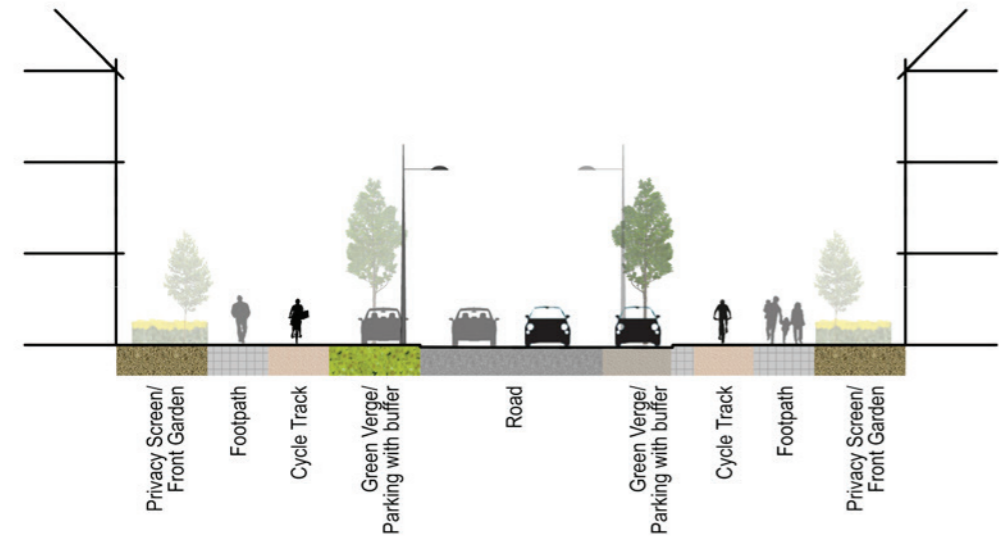 Privacy Screen/
Front Garden
Footpath
Cycle Track
Green Verge/
Parking with buffer
Road
Green Verge/
Parking with buffer
Cycle Track
Footpath
Privacy Screen/
Front Garden